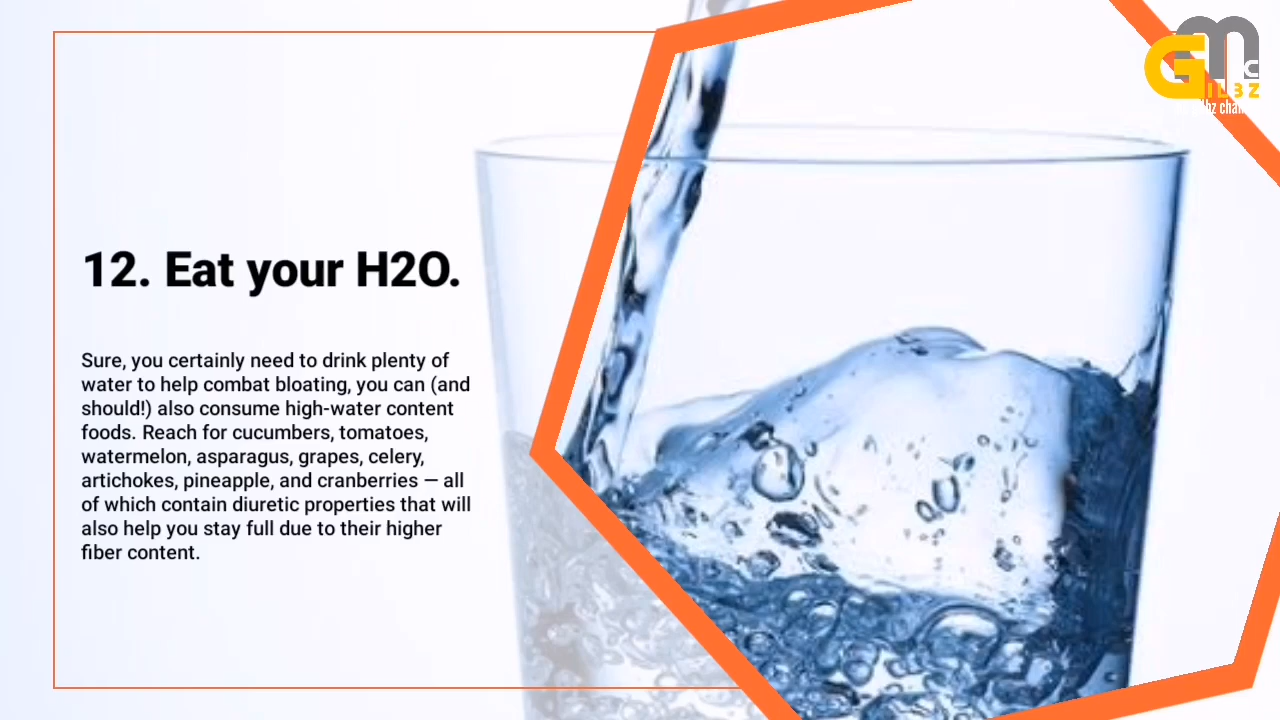 12. Eat your H2O.
Sure, you certainly need to drink plenty of
water to help combat bloating, you can (and
should!) also consume high-water content
foods. Reach for cucumbers, tomatoes,
watermelon, asparagus, grapes, celery,
artichokes, pineapple, and cranberries — all
of which contain diuretic properties that will
also help you stay full due to their higher
fiber content.